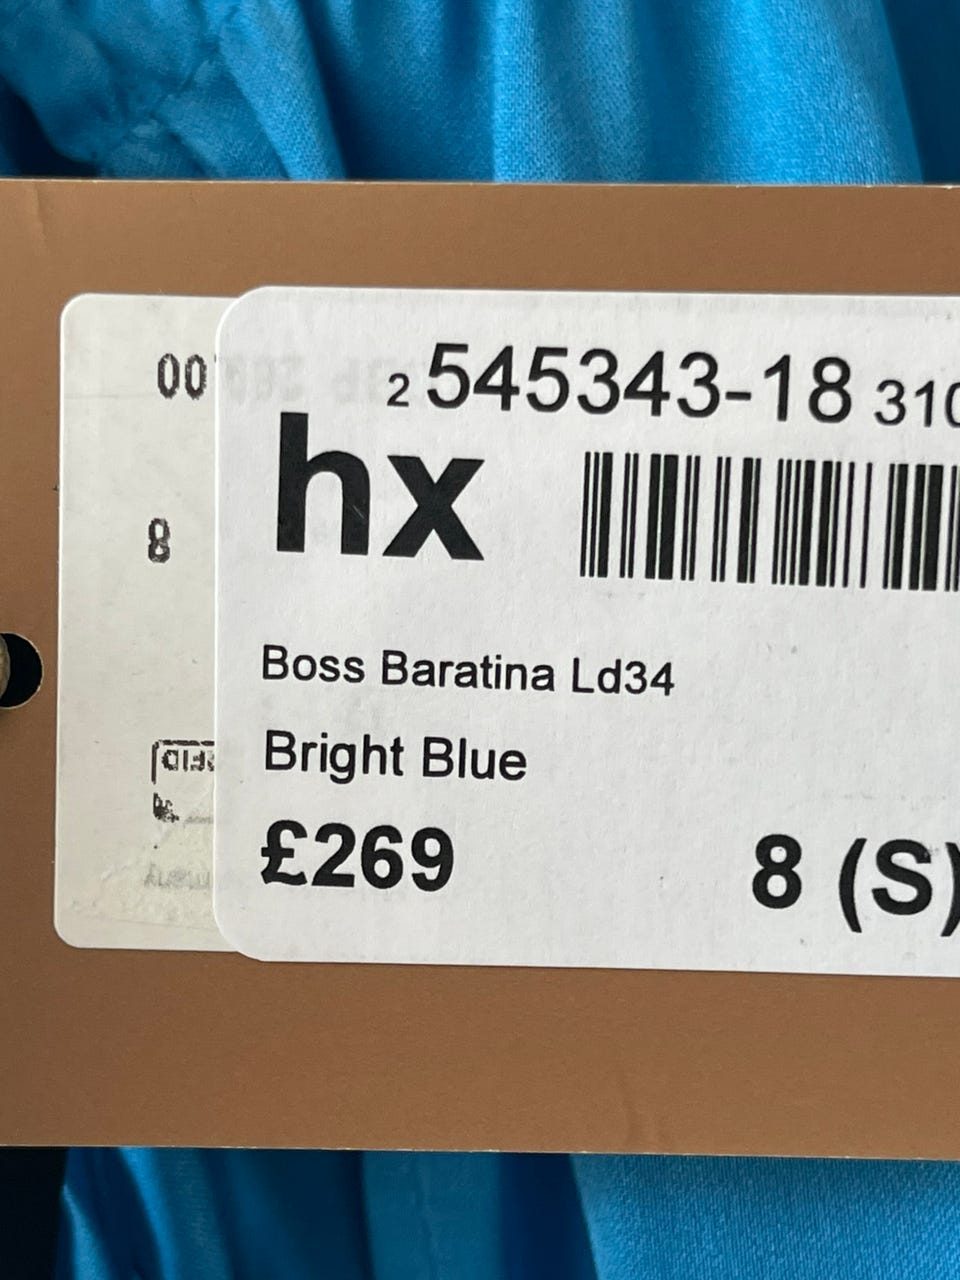 00
8
2 545343-18 310
hx
Boss Baratina Ld34
Bright Blue
£269
8 (S)